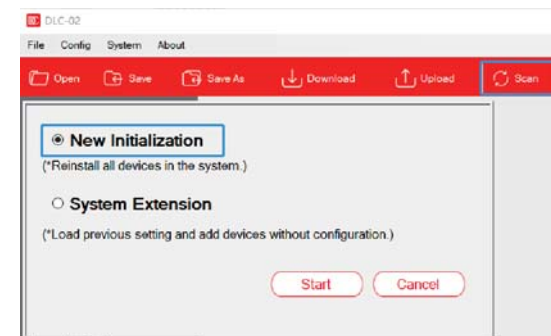 DLC-02
File Config System About
Open Save Save As Download Upload Scan
New Initialization
(*Reinstall all devices in the system.)
System Extension
(*Load previous setting and add devices without configuration.)
Start Cancel